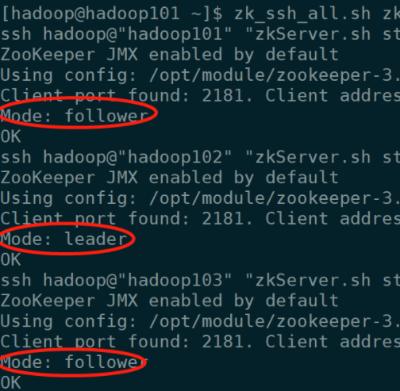 [hadoop@hadoop101 ~]$ zk_ssh_all.sh zk
ssh hadoop@"hadoop101" "zkServer.sh st
ZooKeeper JMX enabled by default
Using config: /opt/module/zookeeper-3.
Client port found: 2181. Client addres
Mode: follower
OK
ssh hadoop@"hadoop102" "zkServer.sh st
ZooKeeper JMX enabled by default
Using config: /opt/module/zookeeper-3.
Client port found: 2181. Client addres
Mode: leader
OK
ssh hadoop@"hadoop103" "zkServer.sh st
ZooKeeper JMX enabled by default
Using config: /opt/module/zookeeper-3.
Client port found: 2181. Client addres
Mode: follower
OK